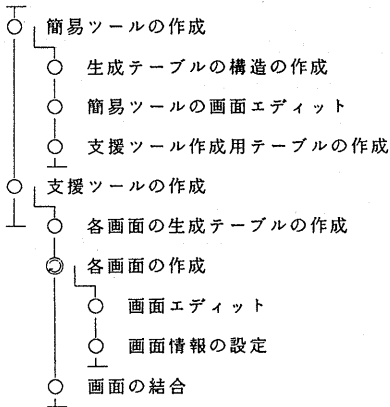 簡易ツールの作成
生成テーブルの構造の作成
簡易ツールの画面エディット
支援ツール作成用テーブルの作成
支援ツールの作成
各画面の生成テーブルの作成
各画面の作成
画面エディット
画面情報の設定
画面の結合